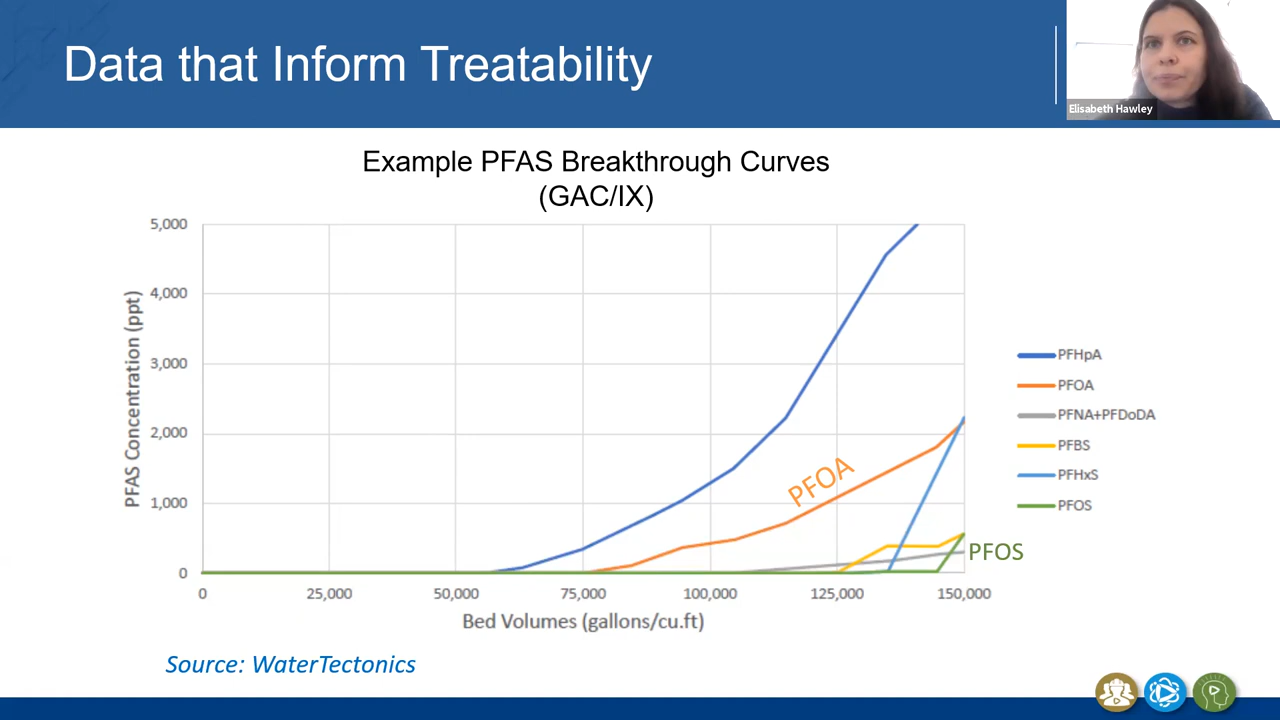 Data that Inform Treatability
Elisabeth Hawley
Example PFAS Breakthrough Curves
(GAC/IX)
PFAS Concentration (ppt)
5,000
4,000
3,000
2,000
1,000
0
0 25,000 50,000 75,000 100,000 125,000 150,000
Bed Volumes (gallons/cu.ft)
PFOA
PFOS
PFHpA
PFOA
PFNA+PFDoDA
PFBS
PFHxS
PFOS
Source: WaterTectonics